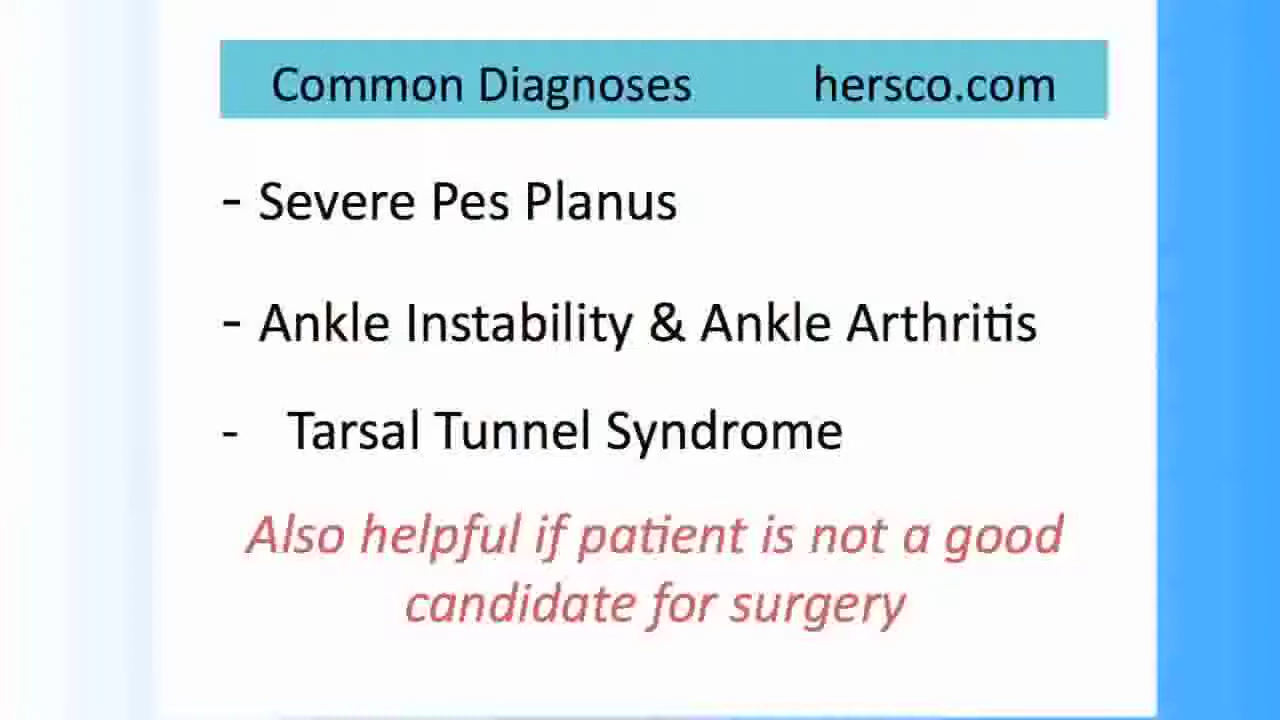 Common Diagnoses hersco.com
- Severe Pes Planus
- Ankle Instability & Ankle Arthritis
- Tarsal Tunnel Syndrome
Also helpful if patient is not a good
candidate for surgery